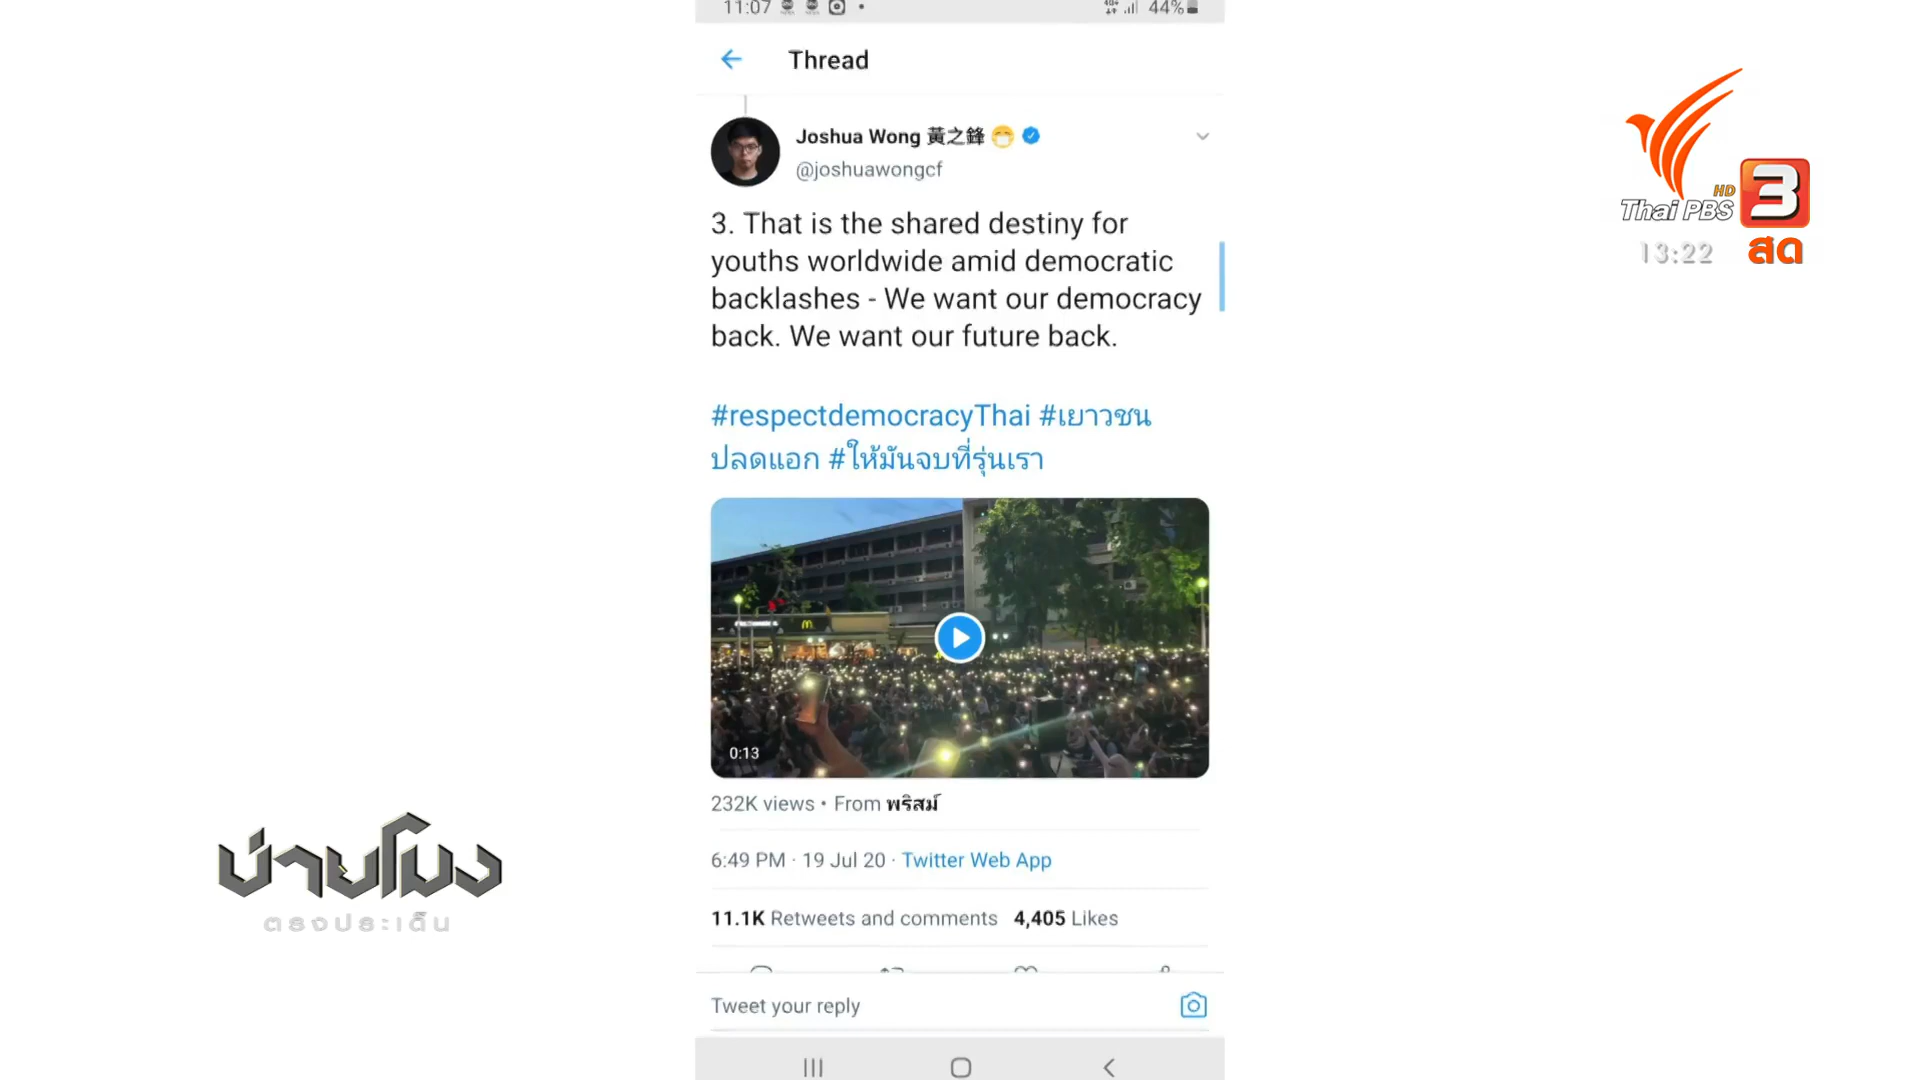 11:07
44%
Thread
Joshua Wong 黃之鋒
@joshuawongcf
3. That is the shared destiny for
youths worldwide amid democratic
backlashes - We want our democracy
back. We want our future back.
#respectdemocracyThai #เยาวชน
ปลดแอก #ให้มันจบที่รุ่นเรา
0:13
232K views • From พริสม์
6:49 PM · 19 Jul 20 · Twitter Web App
11.1K Retweets and comments 4,405 Likes
Tweet your reply
HD
Thai PBS 3
13:22 สด
บ่ายโมง
ตรงประเด็น